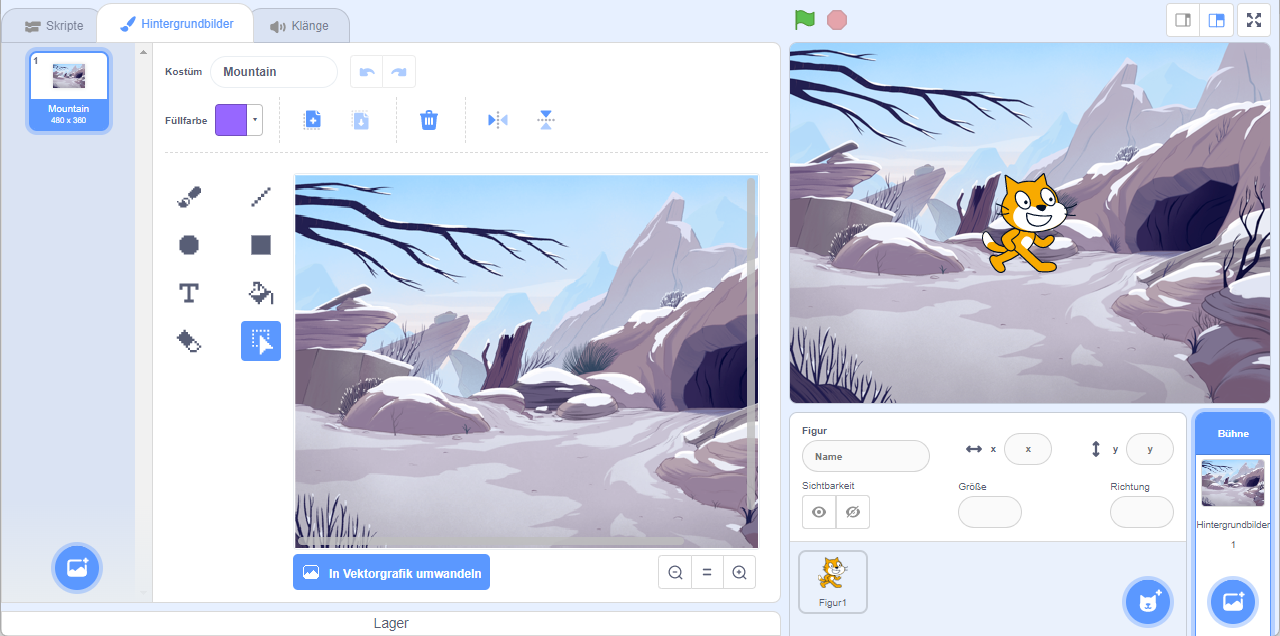 Skripte
Hintergrundbilder
Klänge
1
Mountain
480 x 360
Kostüm
Mountain
Füllfarbe
T
In Vektorgrafik umwandeln
Lager
Figur
Name
x
x
y
y
Sichtbarkeit
Größe
Richtung
Figur1
Bühne
Hintergrundbilder
1